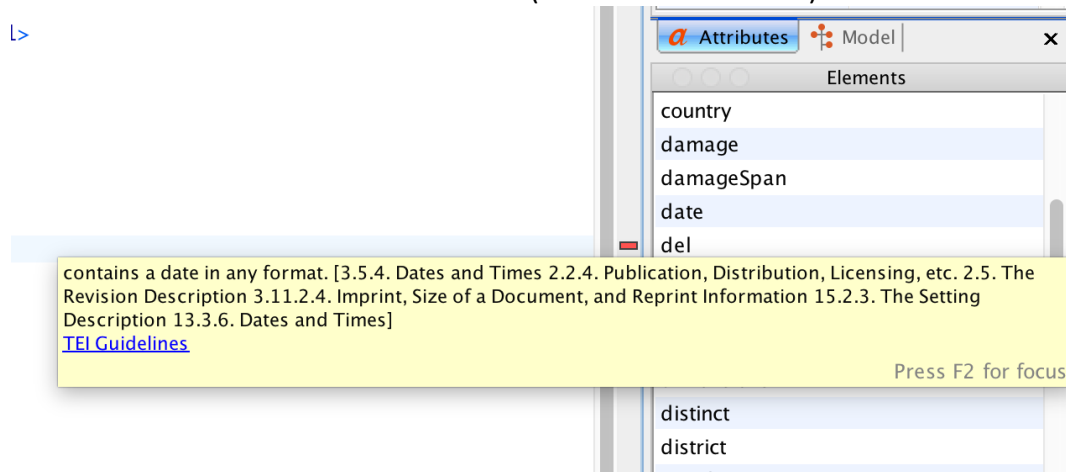 l>
Attributes
Model
Elements
country
damage
damageSpan
date
del
contains a date in any format. [3.5.4. Dates and Times 2.2.4. Publication, Distribution, Licensing, etc. 2.5. The
Revision Description 3.11.2.4. Imprint, Size of a Document, and Reprint Information 15.2.3. The Setting
Description 13.3.6. Dates and Times]
TEI Guidelines
Press F2 for focus
distinct
district